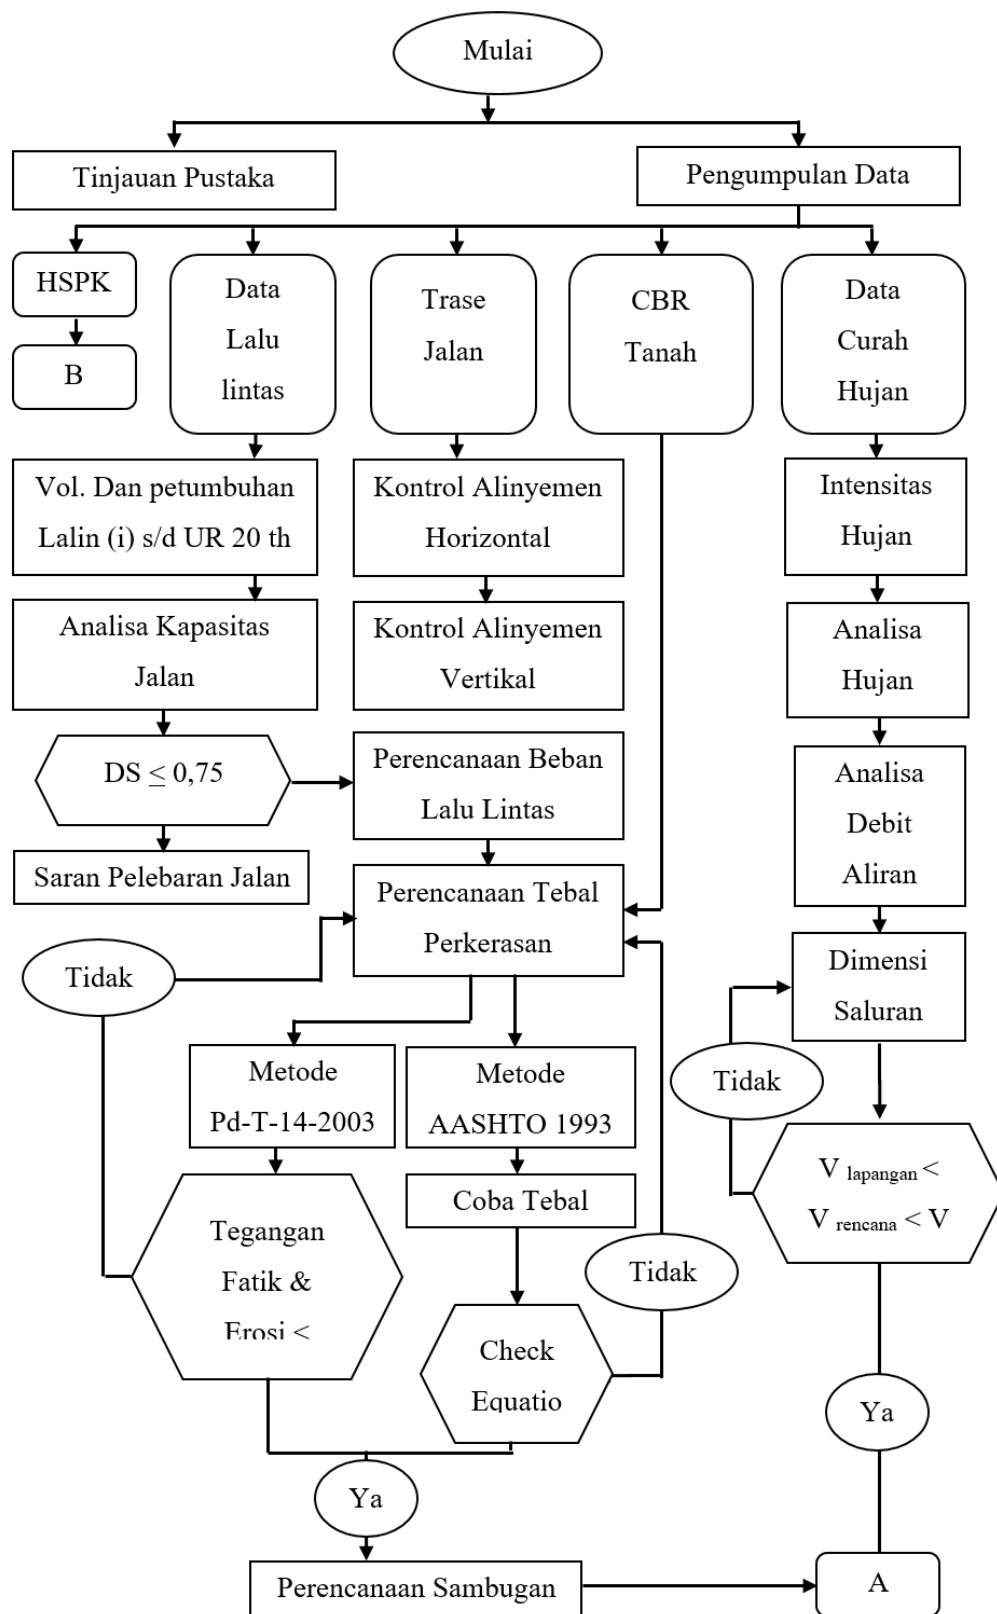 Mulai
Tinjauan Pustaka
Pengumpulan Data
HSPK
B
Data
Lalu
lintas
Trase
Jalan
CBR
Tanah
Data
Curah
Hujan
Vol. Dan petumbuhan
Lalin (i) s/d UR 20 th
Kontrol Alinyemen
Horizontal
Intensitas
Hujan
Analisa Kapasitas
Jalan
Kontrol Alinyemen
Vertikal
Analisa
Hujan
DS ≤ 0,75
Perencanaan Beban
Lalu Lintas
Analisa
Debit
Aliran
Saran Pelebaran Jalan
Perencanaan Tebal
Perkerasan
Tidak
Dimensi
Saluran
Metode
Pd-T-14-2003
Metode
AASHTO 1993
Tidak
V lapangan <
V rencana < V
Coba Tebal
Tegangan
Fatik &
Erosi <
Tidak
Check
Equatio
Ya
Ya
Perencanaan Sambugan
A